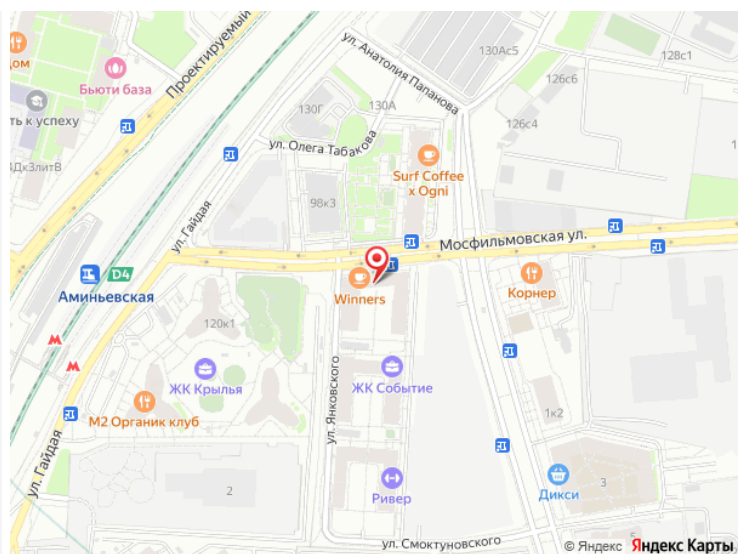 Дом
Бьюти база
Проектируемый
ул. Анатолия Папанова
130Ас5
128с1
126с6
ть к успеху
130Г
130А
126с4
ул. Олега Табакова
4Дк3литВ
Surf Coffee
x Ogni
98к3
ул. Гайдая
Мосфильмовская ул.
D4
Аминьевская
Winners
Корнер
120к1
ЖК Крылья
ЖК Событие
ул. Янковского
М2 Органик клуб
1к2
ул. Гайдая
2
Ривер
Дикси
3
ул. Смоктуновского
© Яндекс Яндекс Карты